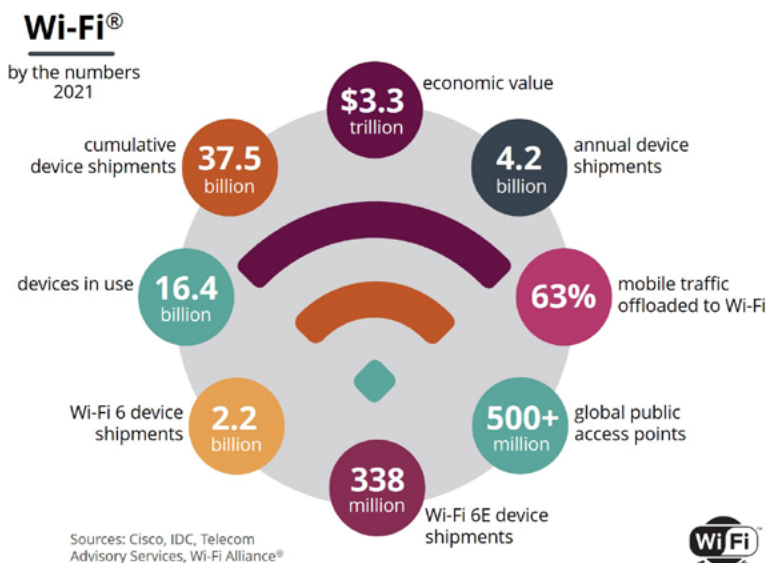 Wi-Fi®
by the numbers
2021
$3.3
trillion
economic value
cumulative
device shipments
37.5
billion
4.2
billion
annual device
shipments
devices in use
16.4
billion
63%
mobile traffic
offloaded to Wi-Fi
Wi-Fi 6 device
shipments
2.2
billion
500+
million
global public
access points
338
million
Wi-Fi 6E device
shipments
Sources: Cisco, IDC, Telecom
Advisory Services, Wi-Fi Alliance®
Wi Fi